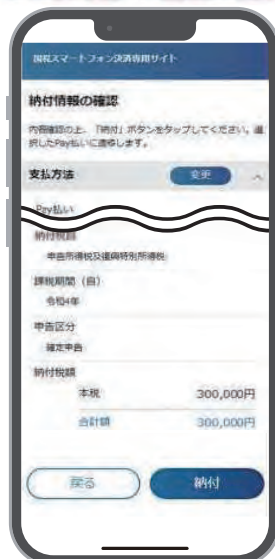 国税スマートフォン決済専用サイト
納付情報の確認
内容確認の上、「納付」ボタンをタップしてください。選
択したPay払いに遷移します。
支払方法
変更
Pay払い
納付税目
申告所得税及復興特別所得税
課税期間（自）
令和4年
申告区分
確定申告
納付税額
本税 300,000円
合計額 300,000円
戻る 納付